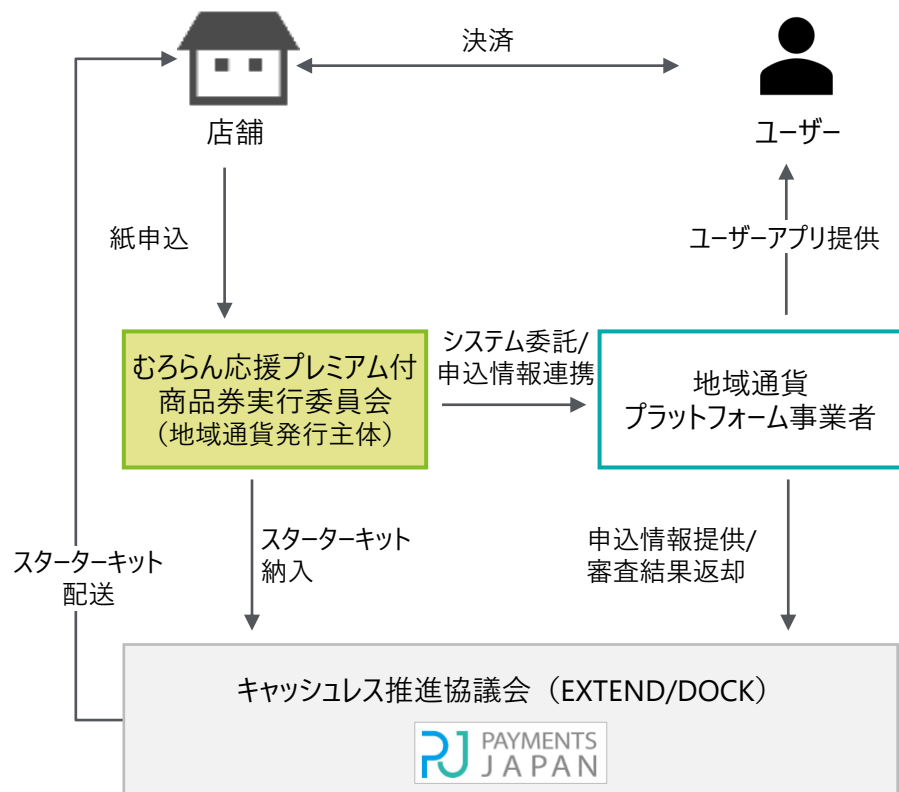 決済
店舗
ユーザー
紙申込
ユーザーアプリ提供
むろらん応援プレミアム付
商品券実行委員会
（地域通貨発行主体）
システム委託/
申込情報連携
地域通貨
プラットフォーム事業者
スターターキット
配送
スターターキット
納入
申込情報提供/
審査結果返却
キャッシュレス推進協議会（EXTEND/DOCK）
PAYMENTS
JAPAN